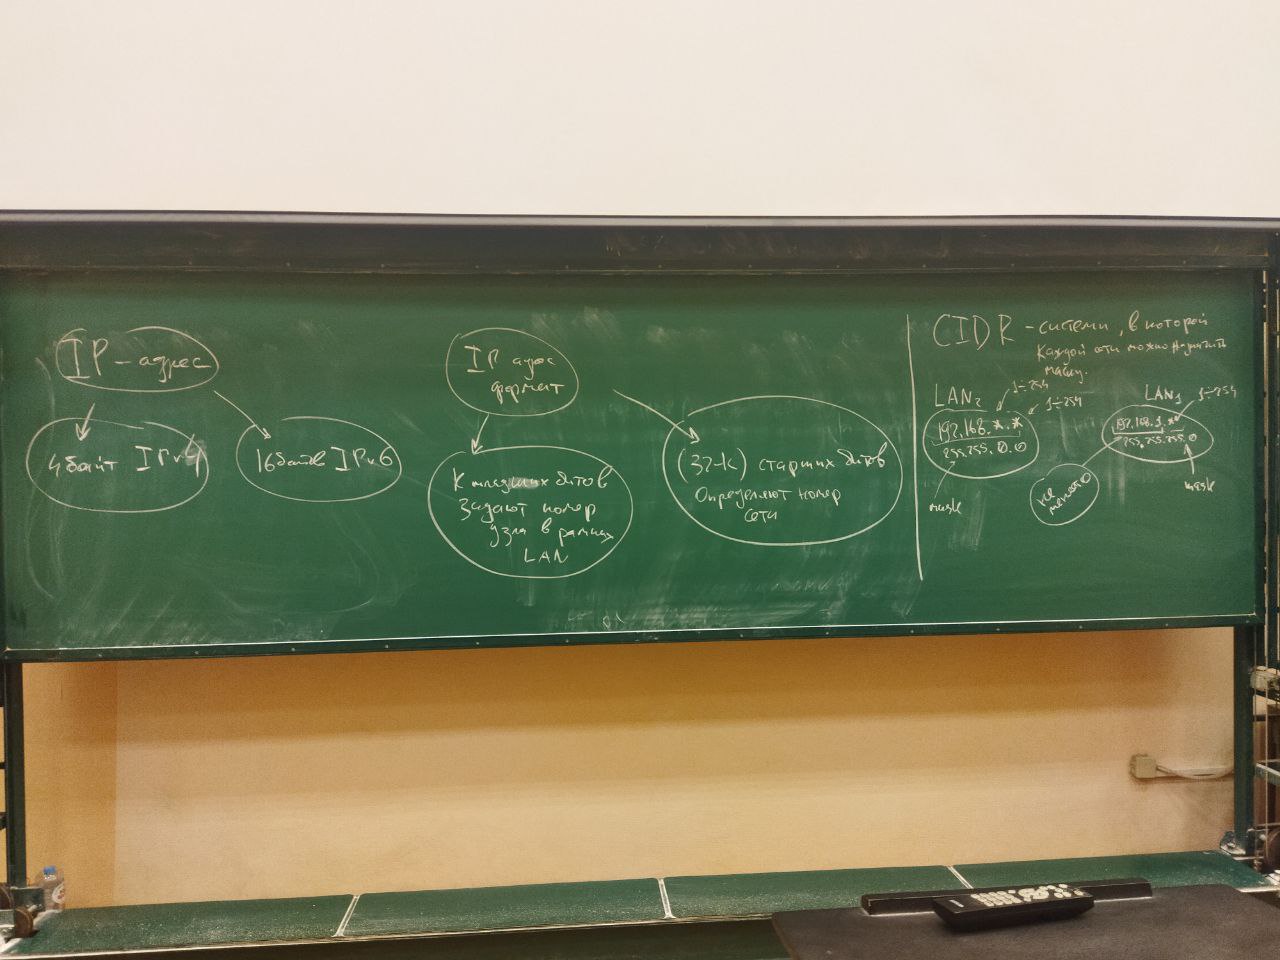 IP-адрес
4 байт IPv4
16 байтов IPv6
IP адрес
формат
К младших битов
Задают номер
узла в рамках
LAN
(32-к) старших битов
Определяют номер
сети
CIDR - система, в которой
Каждой сети можно назначить
маску.
LAN₂
1÷254
1÷254
192.168.*.*
255.255.0.0
mask
LAN₁
1÷254
192.168.1.*
255.255.255.0
не
mask